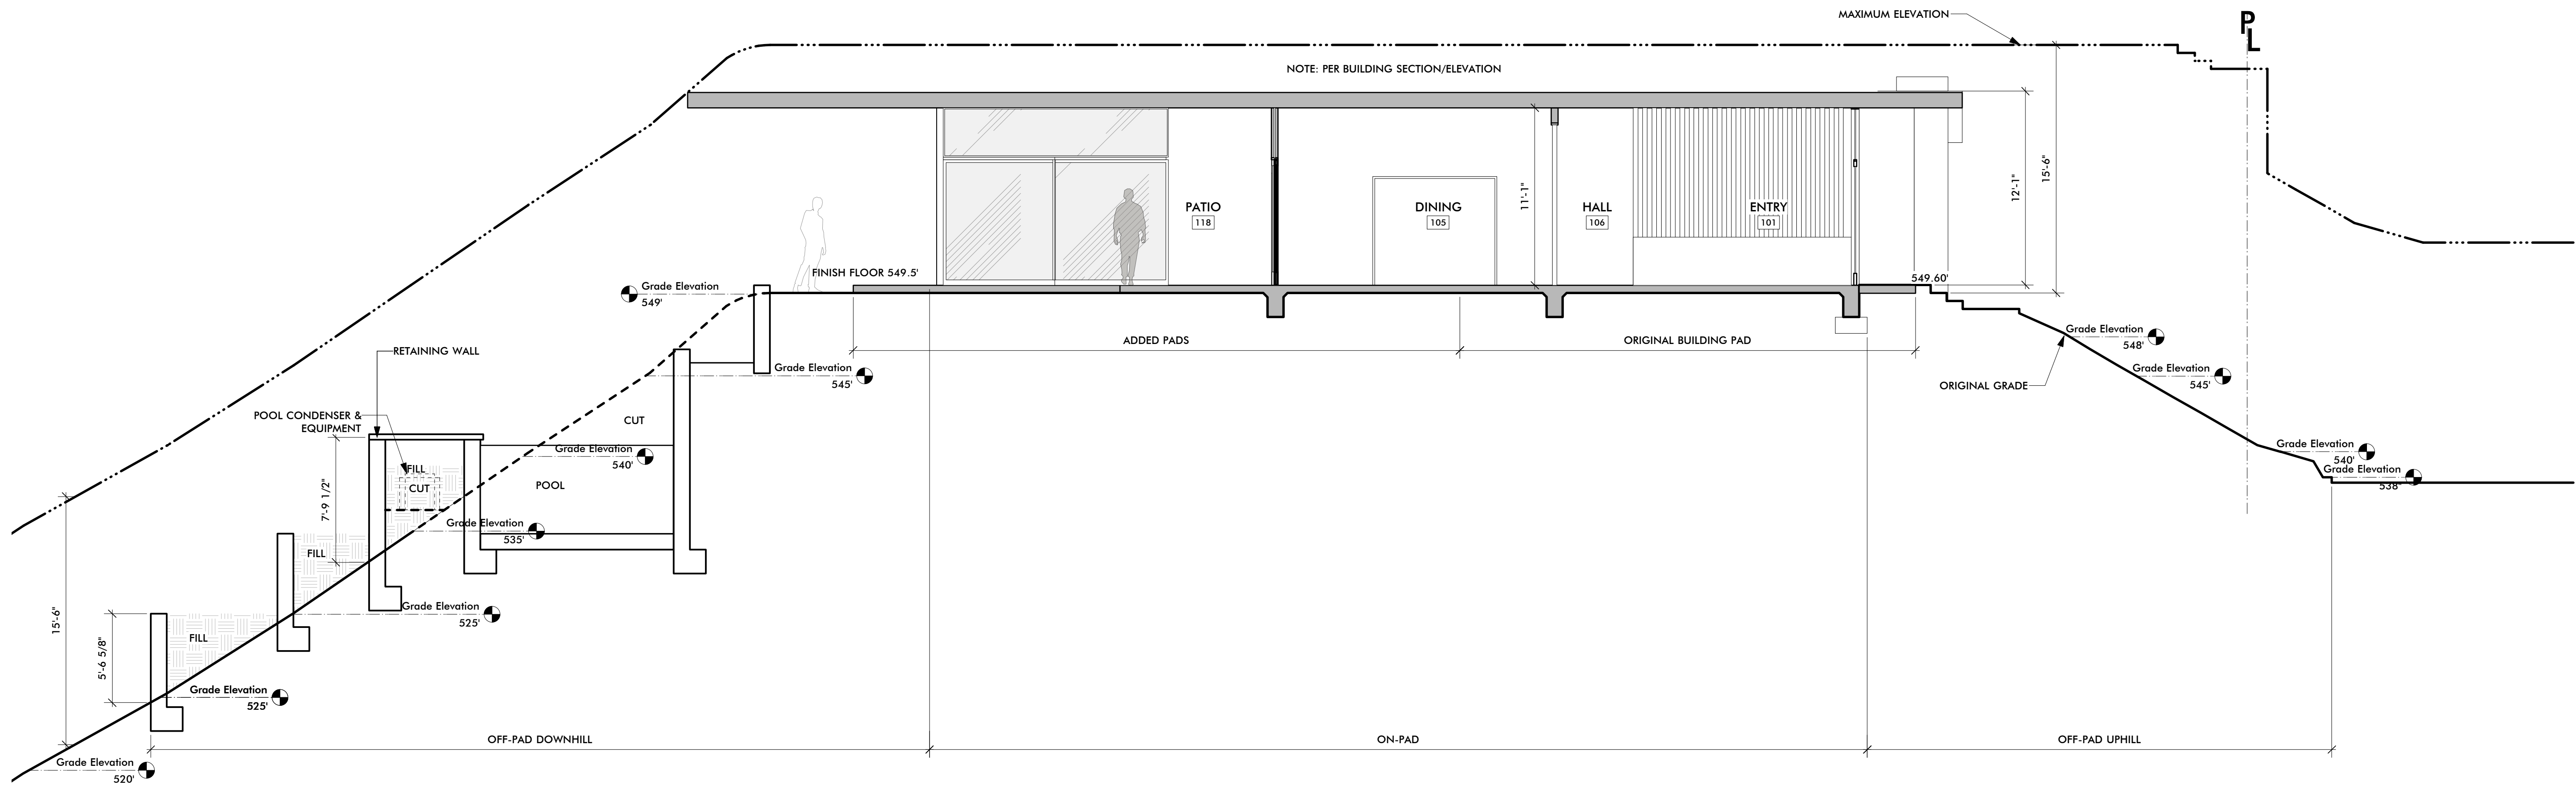 MAXIMUM ELEVATION
P
L
NOTE: PER BUILDING SECTION/ELEVATION
11'-1"
12'-1"
15'-6"
PATIO
118
DINING
105
HALL
106
ENTRY
101
FINISH FLOOR 549.5'
549.60'
Grade Elevation
549'
ADDED PADS
ORIGINAL BUILDING PAD
Grade Elevation
548'
RETAINING WALL
Grade Elevation
545'
Grade Elevation
545'
ORIGINAL GRADE
POOL CONDENSER &
EQUIPMENT
CUT
Grade Elevation
540'
Grade Elevation
540'
FILL
CUT
POOL
Grade Elevation
538'
7'-9 1/2"
Grade Elevation
535'
FILL
Grade Elevation
525'
15'-6"
5'-6 5/8"
FILL
Grade Elevation
525'
OFF-PAD DOWNHILL
ON-PAD
OFF-PAD UPHILL
Grade Elevation
520'